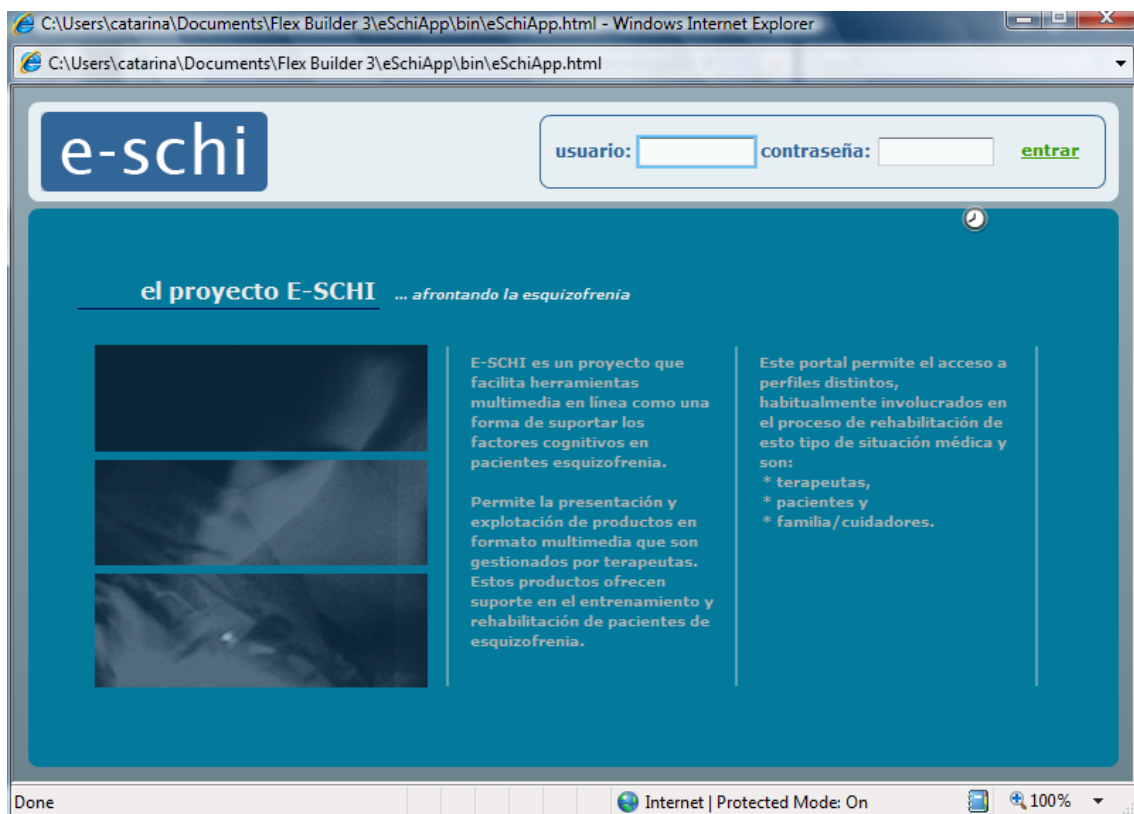 C:\Users\catarina\Documents\Flex Builder 3\eSchiApp\bin\eSchiApp.html - Windows Internet Explorer
C:\Users\catarina\Documents\Flex Builder 3\eSchiApp\bin\eSchiApp.html
e-schi
usuario:
contraseña:
entrar
el proyecto E-SCHI ... afrontando la esquizofrenia
E-SCHI es un proyecto que
facilita herramientas
multimedia en línea como una
forma de suportar los
factores cognitivos en
pacientes esquizofrenia.
Permite la presentación y
explotación de productos en
formato multimedia que son
gestionados por terapeutas.
Estos productos ofrecen
suporte en el entrenamiento y
rehabilitación de pacientes de
esquizofrenia.
Este portal permite el acceso a
perfiles distintos,
habitualmente involucrados en
el proceso de rehabilitación de
esto tipo de situación médica y
son:
* terapeutas,
* pacientes y
* familia/cuidadores.
Done
Internet | Protected Mode: On
100%